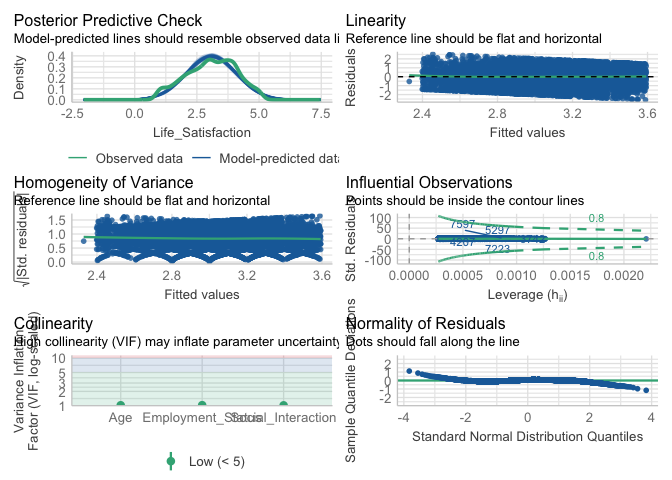 Posterior Predictive Check
Model-predicted lines should resemble observed data li
Density
0.4
0.3
0.2
0.1
0.0
-2.5
0.0
2.5
5.0
7.5
Life_Satisfaction
Observed data
Model-predicted data
Linearity
Reference line should be flat and horizontal
Residuals
2
1
0
-1
-2
2.4
2.8
3.2
3.6
Fitted values
Homogeneity of Variance
Reference line should be flat and horizontal
√|Std. residuals|
1.5
1.0
0.5
0.0
2.4
2.8
3.2
3.6
Fitted values
Influential Observations
Points should be inside the contour lines
Std. Residuals
100
50
0
-50
-100
7597
5297
4267
7223
0.8
0.8
0.0000
0.0005
0.0010
0.0015
0.0020
Leverage (hii)
Collinearity
High collinearity (VIF) may inflate parameter uncertainty
Variance Inflation
Factor (VIF, log-scaled)
10
5
3
2
1
Age
Employment_Status
Social_Interaction
Low (< 5)
Normality of Residuals
Dots should fall along the line
Sample Quantile Deviations
2
1
0
-1
-2
-4
-2
0
2
4
Standard Normal Distribution Quantiles